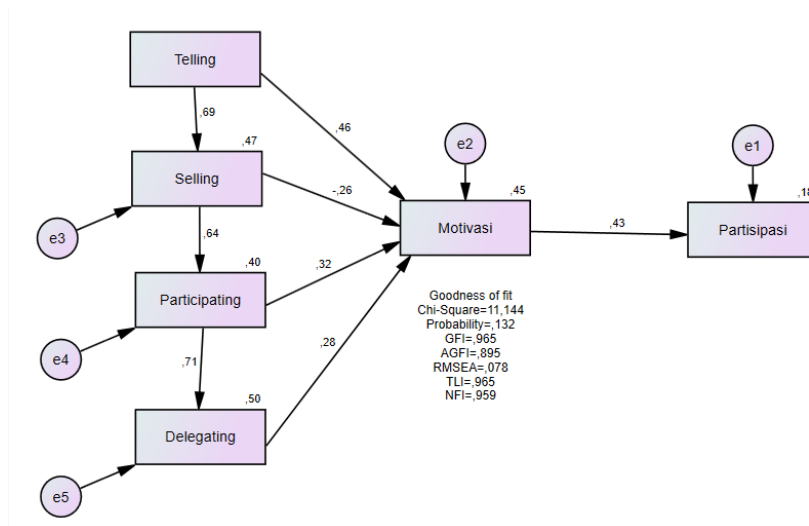 Telling
,69
,46
,47
e2
e1
Selling
-,26
,45
,18
e3
Motivasi
,43
Partisipasi
,64
,40
,32
Participating
e4
Goodness of fit
Chi-Square=11,144
Probability=,132
GFI=,965
AGFI=,895
RMSEA=,078
TLI=,965
NFI=,959
,71
,28
,50
Delegating
e5